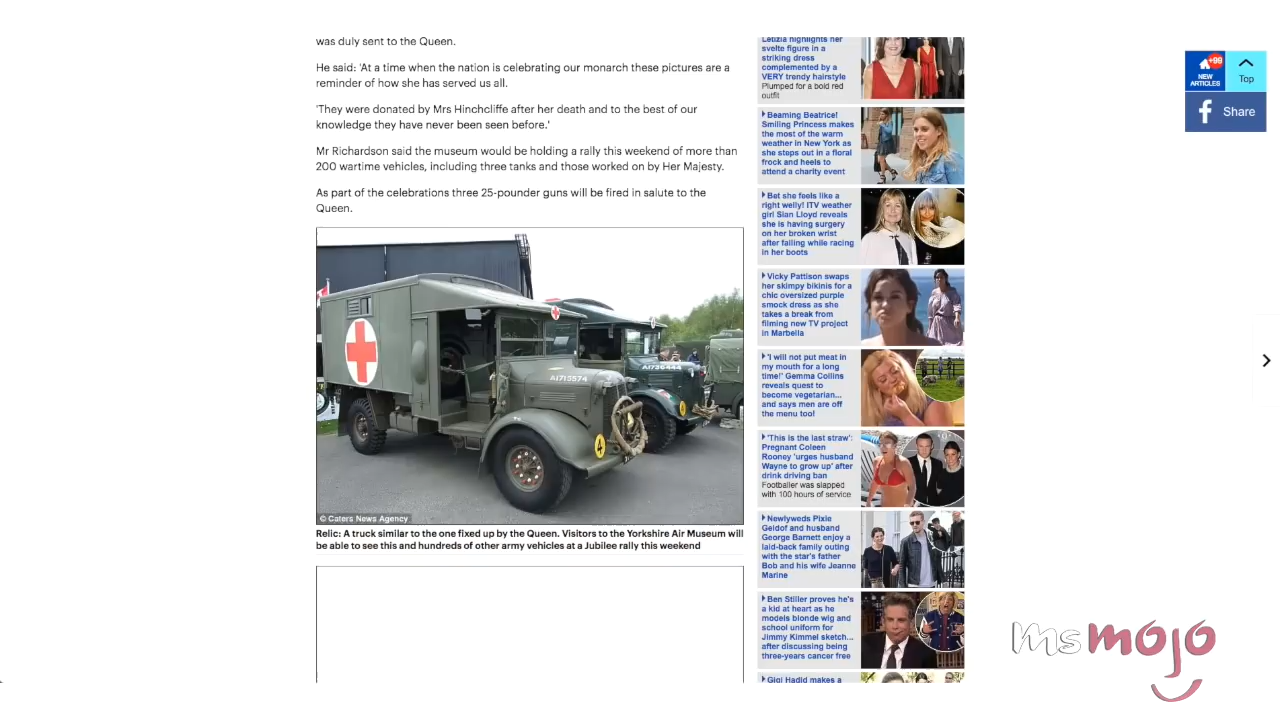 was duly sent to the Queen.
He said: 'At a time when the nation is celebrating our monarch these pictures are a
reminder of how she has served us all.
'They were donated by Mrs Hinchcliffe after her death and to the best of our
knowledge they have never been seen before.'
Mr Richardson said the museum would be holding a rally this weekend of more than
200 wartime vehicles, including three tanks and those worked on by Her Majesty.
As part of the celebrations three 25-pounder guns will be fired in salute to the
Queen.
AI713574
AI736444
4
© Caters News Agency
Relic: A truck similar to the one fixed up by the Queen. Visitors to the Yorkshire Air Museum will
be able to see this and hundreds of other army vehicles at a Jubilee rally this weekend
Letizia highlights her
svelte figure in a
striking dress
complemented by a
VERY trendy hairstyle
Plumped for a bold red
outfit
Beaming Beatrice!
Smiling Princess makes
the most of the warm
weather in New York as
she steps out in a floral
frock and heels to
attend a charity event
Bet she feels like a
right welly! ITV weather
girl Sian Lloyd reveals
she is having surgery
on her broken wrist
after falling while racing
in her boots
Vicky Pattison swaps
her skimpy bikinis for a
chic oversized purple
smock dress as she
takes a break from
filming new TV project
in Marbella
'I will not put meat in
my mouth for a long
time!' Gemma Collins
reveals quest to
become vegetarian...
and says men are off
the menu too!
'This is the last straw':
Pregnant Coleen
Rooney 'urges husband
Wayne to grow up' after
drink driving ban
Footballer was slapped
with 100 hours of service
Newlyweds Pixie
Geldof and husband
George Barnett enjoy a
laid-back family outing
with the star's father
Bob and his wife Jeanne
Marine
Ben Stiller proves he's
a kid at heart as he
models blonde wig and
school uniform for
Jimmy Kimmel sketch...
after discussing being
three-years cancer free
Gigi Hadid makes a
+99
NEW
ARTICLES
Top
Share
msmojo